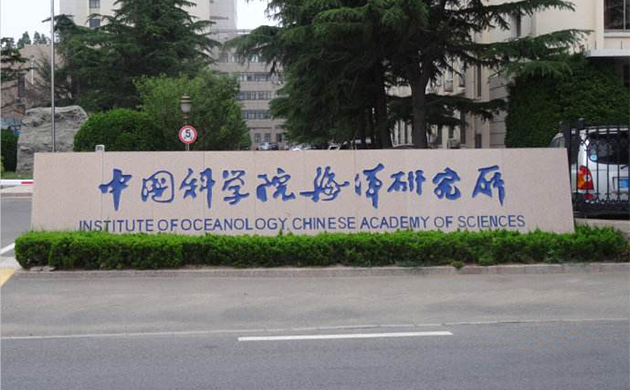 5
中国科学院海洋研究所
INSTITUTE OF OCEANOLOGY, CHINESE ACADEMY OF SCIENCES